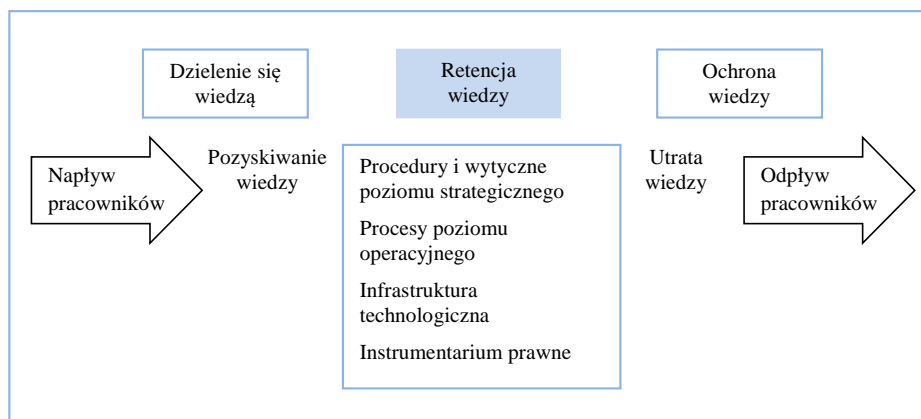 Dzielenie się
wiedzą
Retencja
wiedzy
Ochrona
wiedzy
Napływ
pracowników
Pozyskiwanie
wiedzy
Procedury i wytyczne
poziomu strategicznego
Procesy poziomu
operacyjnego
Infrastruktura
technologiczna
Instrumentarium prawne
Utrata
wiedzy
Odpływ
pracowników